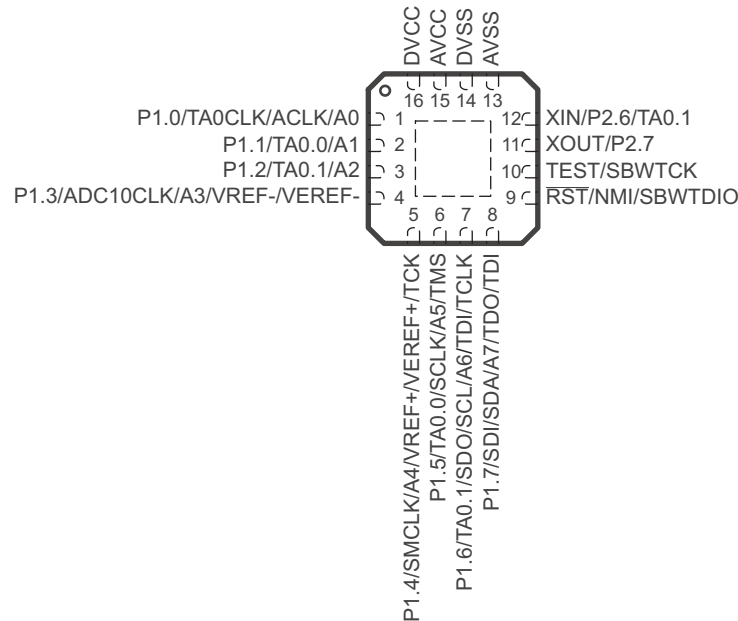 DVCC
AVCC
DVSS
AVSS
16 15 14 13
P1.0/TA0CLK/ACLK/A0 1
12 XIN/P2.6/TA0.1
P1.1/TA0.0/A1 2
11 XOUT/P2.7
P1.2/TA0.1/A2 3
10 TEST/SBWTCK
P1.3/ADC10CLK/A3/VREF-/VEREF- 4
9 RST/NMI/SBWTDIO
5 6 7 8
P1.4/SMCLK/A4/VREF+/VEREF+/TCK
P1.5/TA0.0/SCLK/A5/TMS
P1.6/TA0.1/SDO/SCL/A6/TDI/TCLK
P1.7/SDI/SDA/A7/TDO/TDI